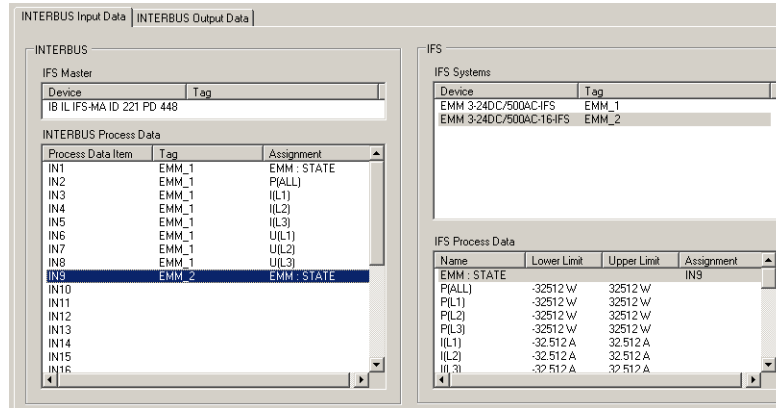 INTERBUS Input Data INTERBUS Output Data
INTERBUS
IFS Master
Device Tag
IB IL IFS-MA ID 221 PD 448
INTERBUS Process Data
Process Data Item Tag Assignment
IN1 EMM_1 EMM : STATE
IN2 EMM_1 P(ALL)
IN3 EMM_1 I(L1)
IN4 EMM_1 I(L2)
IN5 EMM_1 I(L3)
IN6 EMM_1 U(L1)
IN7 EMM_1 U(L2)
IN8 EMM_1 U(L3)
IN9 EMM_2 EMM : STATE
IN10
IN11
IN12
IN13
IN14
IN15
IN16
IFS
IFS Systems
Device Tag
EMM 3-24DC/500AC-IFS EMM_1
EMM 3-24DC/500AC-16-IFS EMM_2
IFS Process Data
Name Lower Limit Upper Limit Assignment
EMM : STATE IN9
P(ALL) -32512 W 32512 W
P(L1) -32512 W 32512 W
P(L2) -32512 W 32512 W
P(L3) -32512 W 32512 W
I(L1) -32.512 A 32.512 A
I(L2) -32.512 A 32.512 A
I(L3) -32.512 A 32.512 A